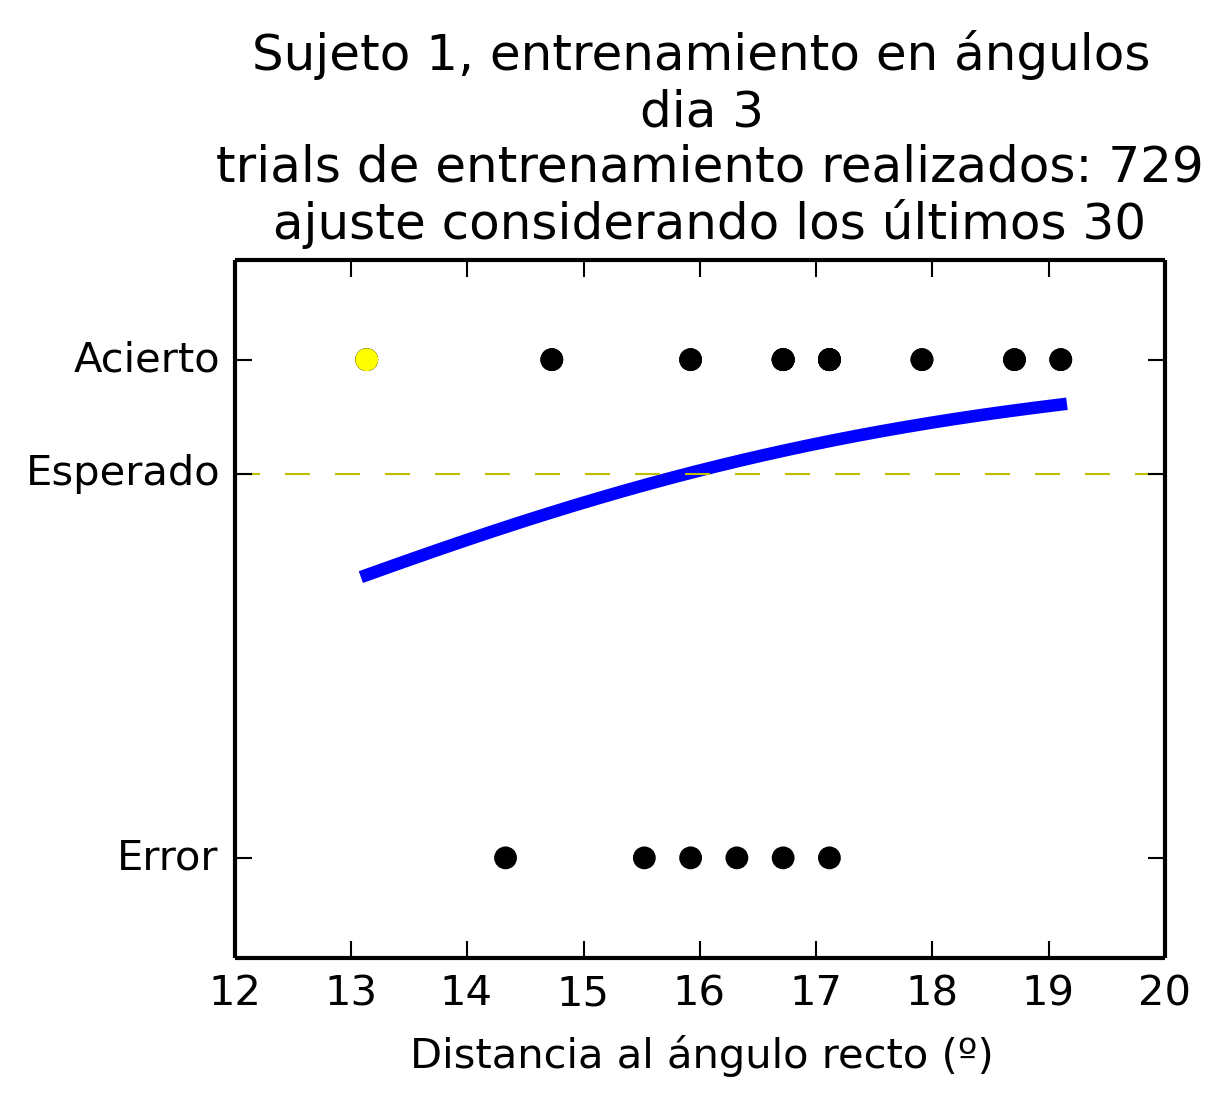 Sujeto 1, entrenamiento en ángulos
dia 3
trials de entrenamiento realizados: 729
ajuste considerando los últimos 30
Acierto
Esperado
Error
12 13 14 15 16 17 18 19 20
Distancia al ángulo recto (º)